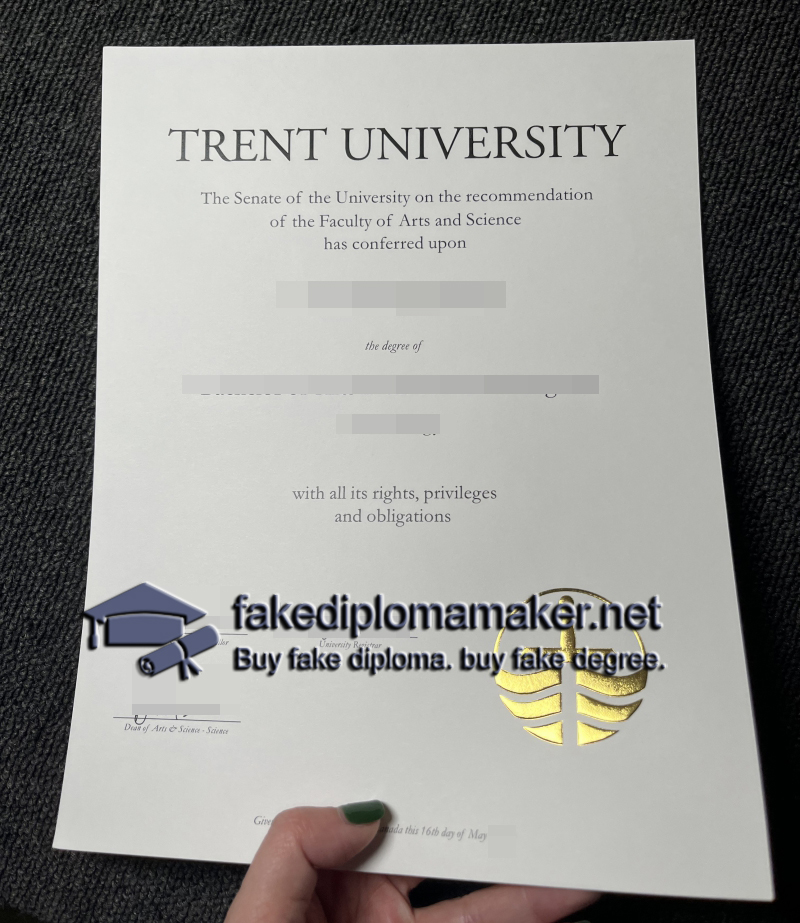 TRENT UNIVERSITY
The Senate of the University on the recommendation
of the Faculty of Arts and Science
has conferred upon
the degree of
with all its rights, privileges
and obligations
fakediplomamaker.net
University Registrar
Buy fake diploma. buy fake degree.
Dean of Arts & Science - Science
this 16th day of May